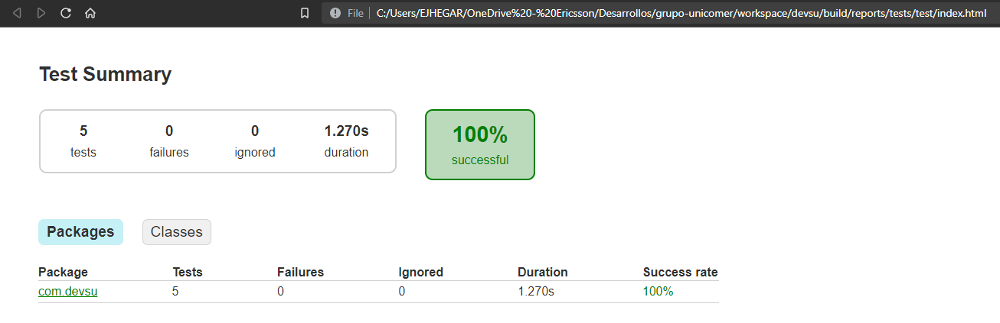 File C:/Users/EJHEGAR/OneDrive%20-%20Ericsson/Desarrollos/grupo-unicomer/workspace/devsu/build/reports/tests/test/index.html
Test Summary
5 0 0 1.270s
tests failures ignored duration
100%
successful
Packages Classes
Package Tests Failures Ignored Duration Success rate
com.devsu 5 0 0 1.270s 100%